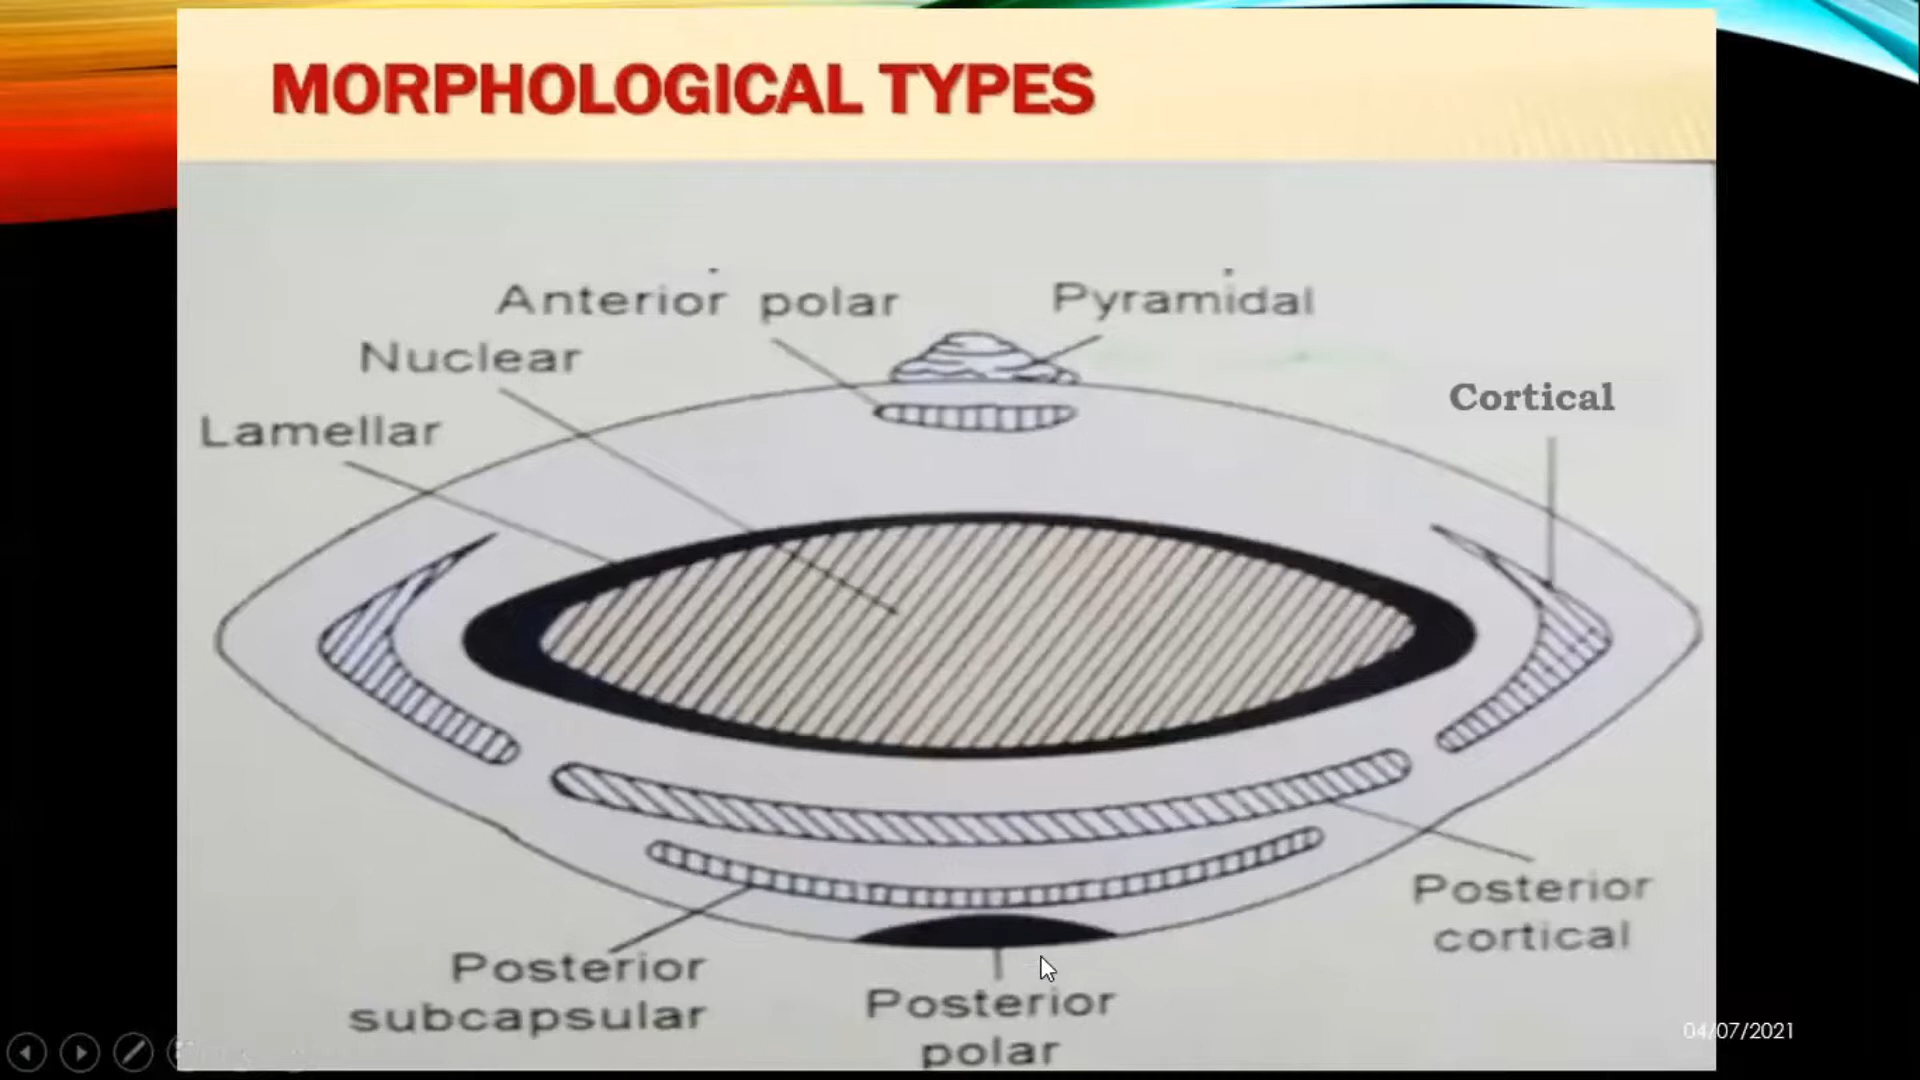 MORPHOLOGICAL TYPES
Anterior polar
Pyramidal
Nuclear
Cortical
Lamellar
Posterior
cortical
Posterior
subcapsular
Posterior
polar
04/07/2021